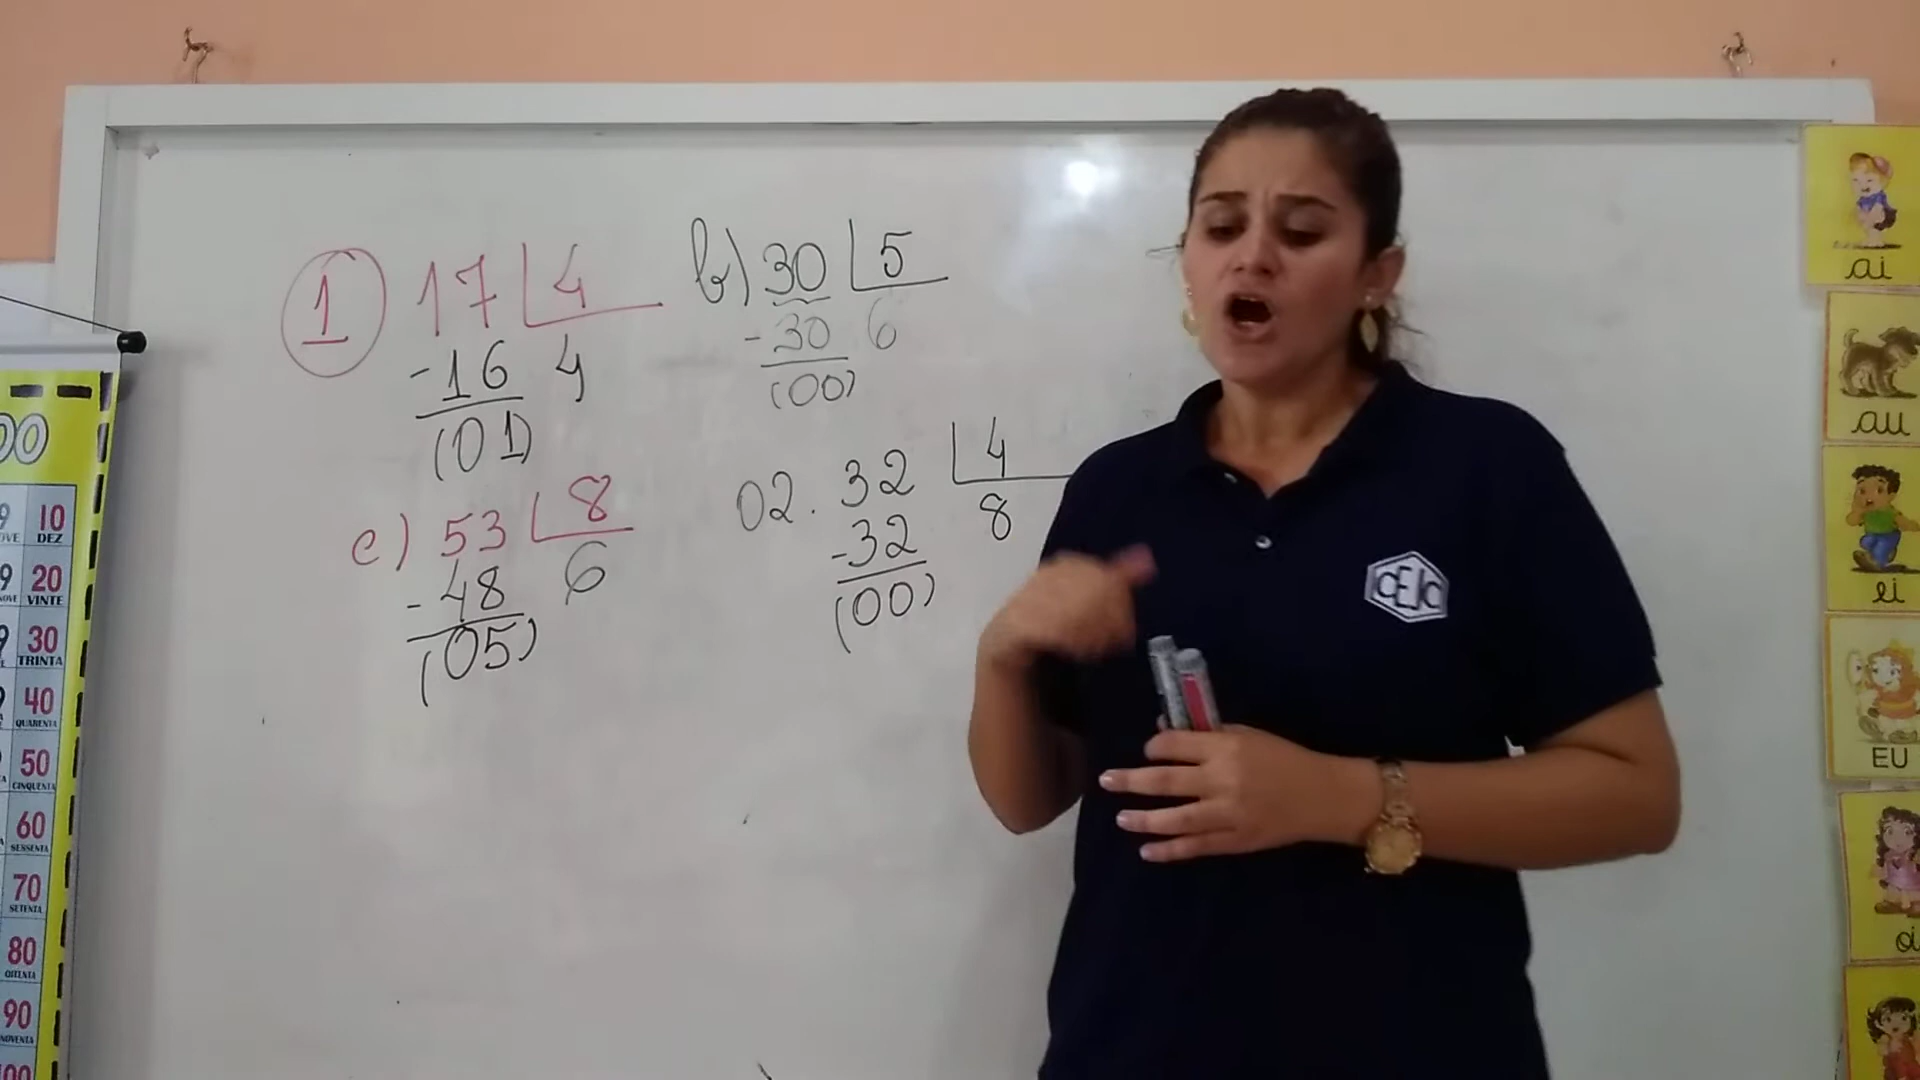 1 17 4
-16 4
(01)
b) 30 5
-30 6
(00)
c) 53 8
-48 6
(05)
02. 32 4
-32 8
(00)
CEJC
10
DEZ
20
VINTE
30
TRINTA
40
QUARENTA
50
CINQUENTA
60
SESSENTA
70
SETENTA
80
OITENTA
90
NOVENTA
100
ai
au
ei
EU
oi